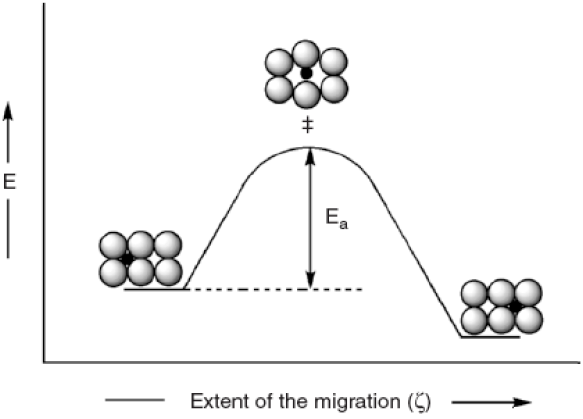 ‡
E
Eₐ
Extent of the migration (ζ)